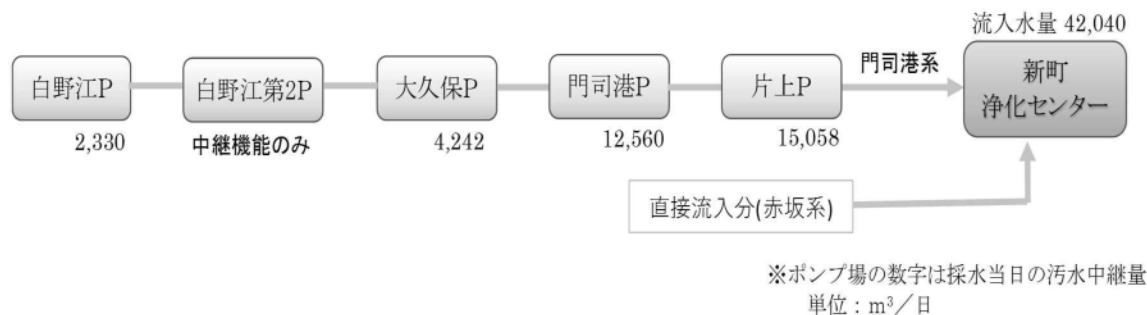 流入水量 42,040
白野江P
白野江第2P
大久保P
門司港P
片上P
門司港系
新町
浄化センター
2,330
中継機能のみ
4,242
12,560
15,058
直接流入分(赤坂系)
※ポンプ場の数字は採水当日の汚水中継量
単位：m³／日